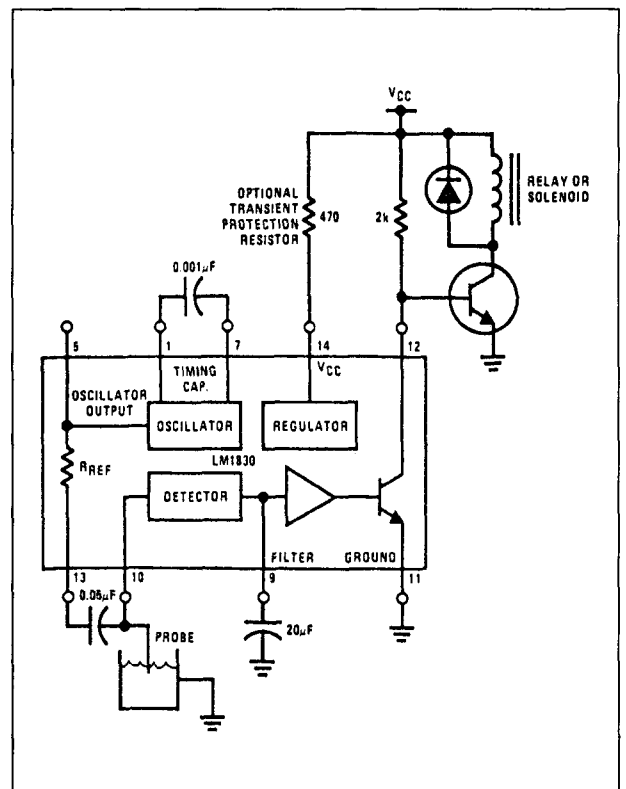 VCC
OPTIONAL
TRANSIENT
PROTECTION
RESISTOR
470
2k
RELAY OR
SOLENOID
0.001µF
5
1
7
14
12
TIMING
CAP.
VCC
OSCILLATOR
OUTPUT
OSCILLATOR
REGULATOR
RREF
LM1830
DETECTOR
FILTER
GROUND
13
10
9
11
0.05µF
PROBE
20µF